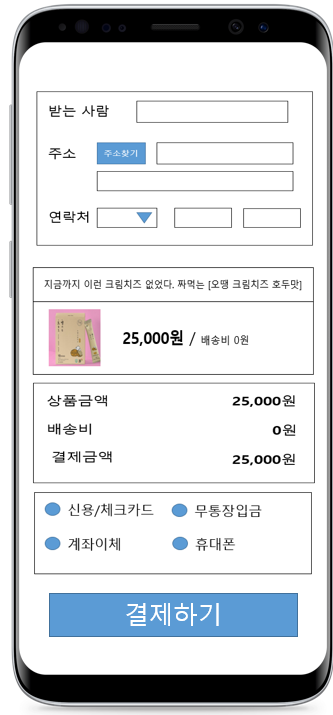 받는 사람
주소 주소찾기
연락처
지금까지 이런 크림치즈 없었다. 짜먹는 [오땡 크림치즈 호두맛]
25,000원 / 배송비 0원
상품금액 25,000원
배송비 0원
결제금액 25,000원
신용/체크카드 무통장입금
계좌이체 휴대폰
결제하기